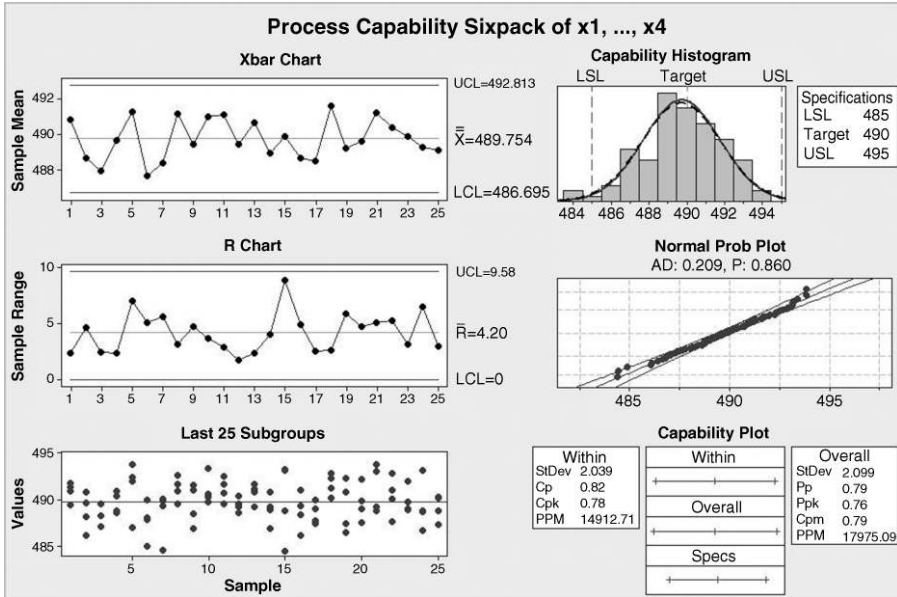 Process Capability Sixpack of x1, ..., x4
Xbar Chart
Sample Mean
492
490
488
1 3 5 7 9 11 13 15 17 19 21 23 25
UCL=492.813
X̿=489.754
LCL=486.695
R Chart
Sample Range
10
5
0
1 3 5 7 9 11 13 15 17 19 21 23 25
UCL=9.58
R̄=4.20
LCL=0
Last 25 Subgroups
Values
495
490
485
5 10 15 20 25
Sample
Capability Histogram
LSL Target USL
484 486 488 490 492 494
Specifications
LSL 485
Target 490
USL 495
Normal Prob Plot
AD: 0.209, P: 0.860
485 490 495
Capability Plot
Within
StDev 2.039
Cp 0.82
Cpk 0.78
PPM 14912.71
Within
Overall
Specs
Overall
StDev 2.099
Pp 0.79
Ppk 0.76
Cpm 0.79
PPM 17975.09